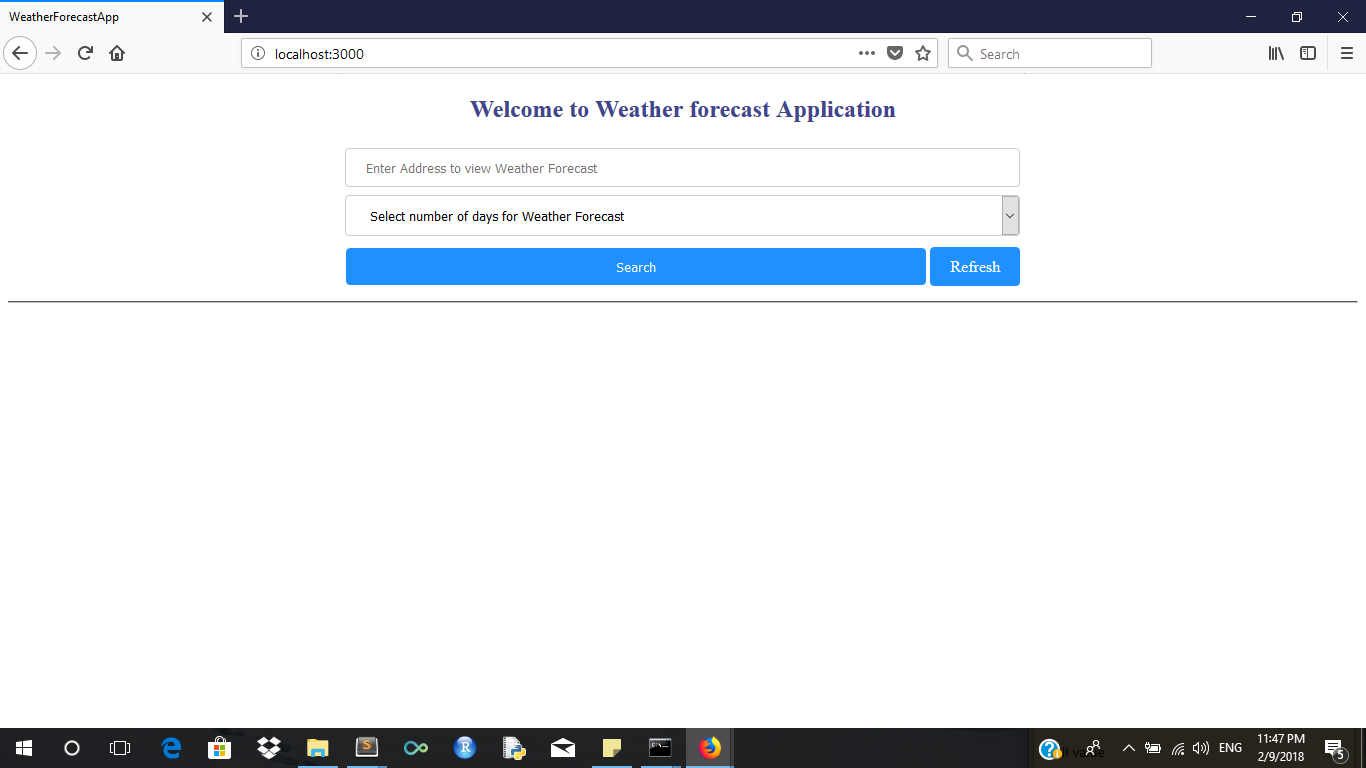 WeatherForecastApp
localhost:3000
Search
Welcome to Weather forecast Application
Enter Address to view Weather Forecast
Select number of days for Weather Forecast
Search
Refresh
ENG
11:47 PM
2/9/2018
5